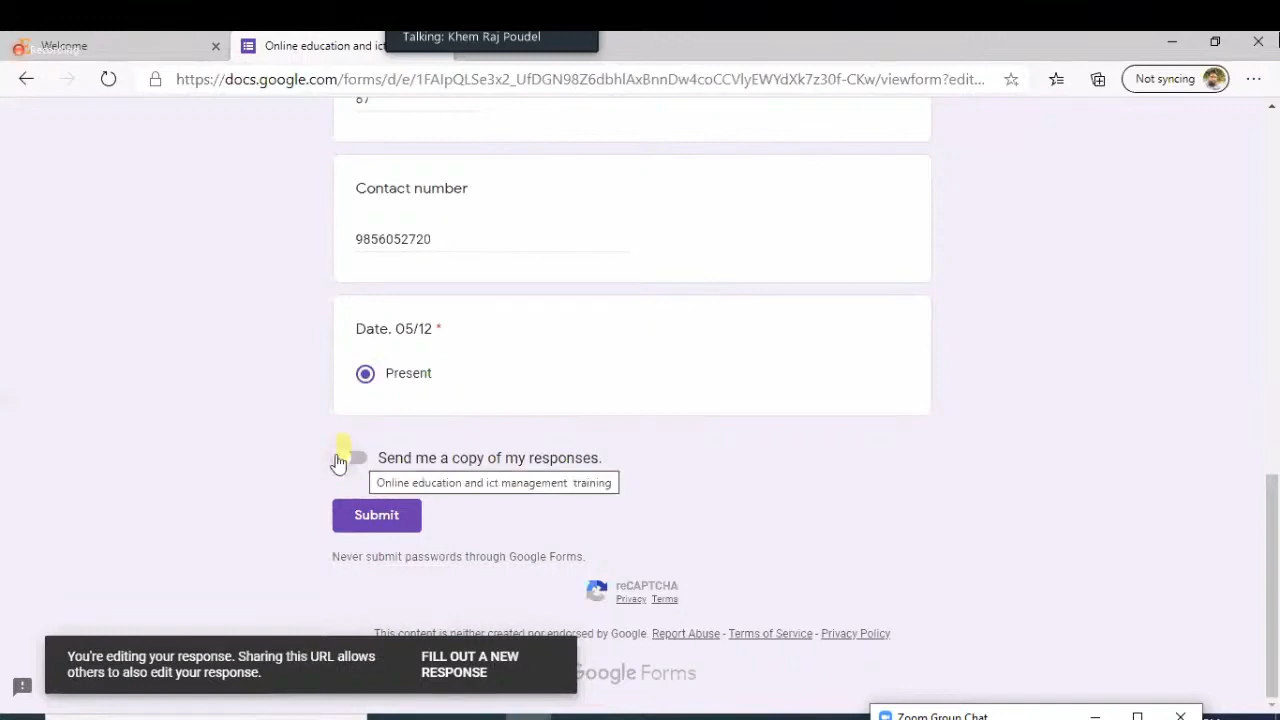 Talking: Khem Raj Poudel
Welcome
Recording
Online education and ict
https://docs.google.com/forms/d/e/1FAIpQLSe3x2_UfDGN98Z6dbhlAxBnnDw4coCCVlyEWYdXk7z30f-CKw/viewform?edit...
Not syncing
67
Contact number
9856052720
Date. 05/12 *
Present
Send me a copy of my responses.
Online education and ict management training
Submit
Never submit passwords through Google Forms.
reCAPTCHA
Privacy Terms
This content is neither created nor endorsed by Google. Report Abuse - Terms of Service - Privacy Policy
Google Forms
You're editing your response. Sharing this URL allows
others to also edit your response.
FILL OUT A NEW
RESPONSE
Zoom Group Chat